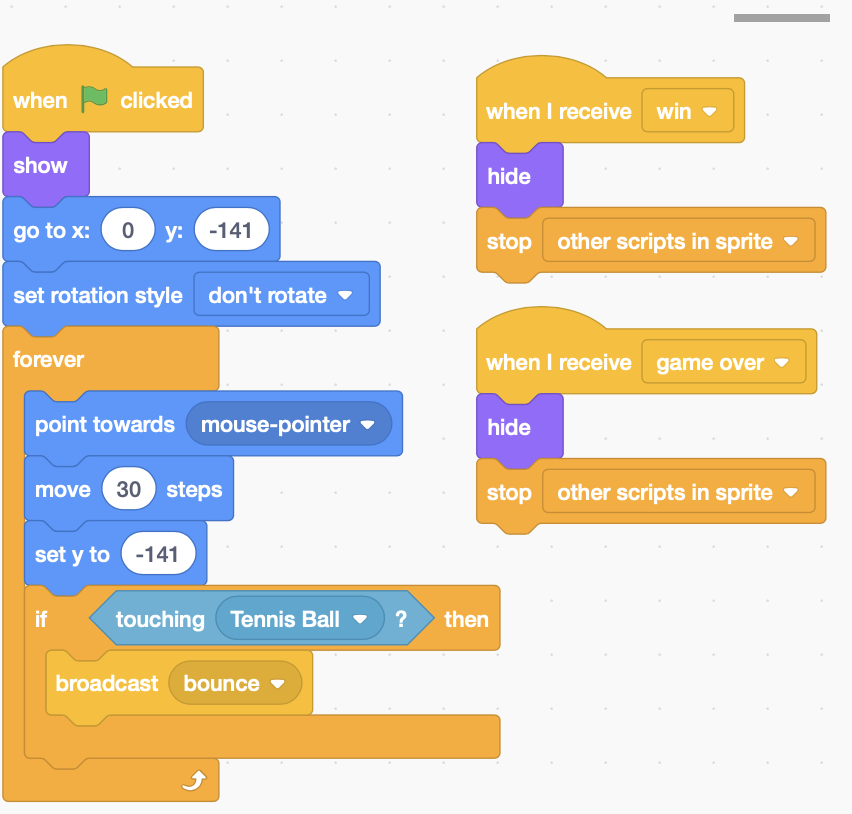 when clicked
show
go to x: 0 y: -141
set rotation style don't rotate
forever
point towards mouse-pointer
move 30 steps
set y to -141
if touching Tennis Ball ? then
broadcast bounce
when I receive win
hide
stop other scripts in sprite
when I receive game over
hide
stop other scripts in sprite